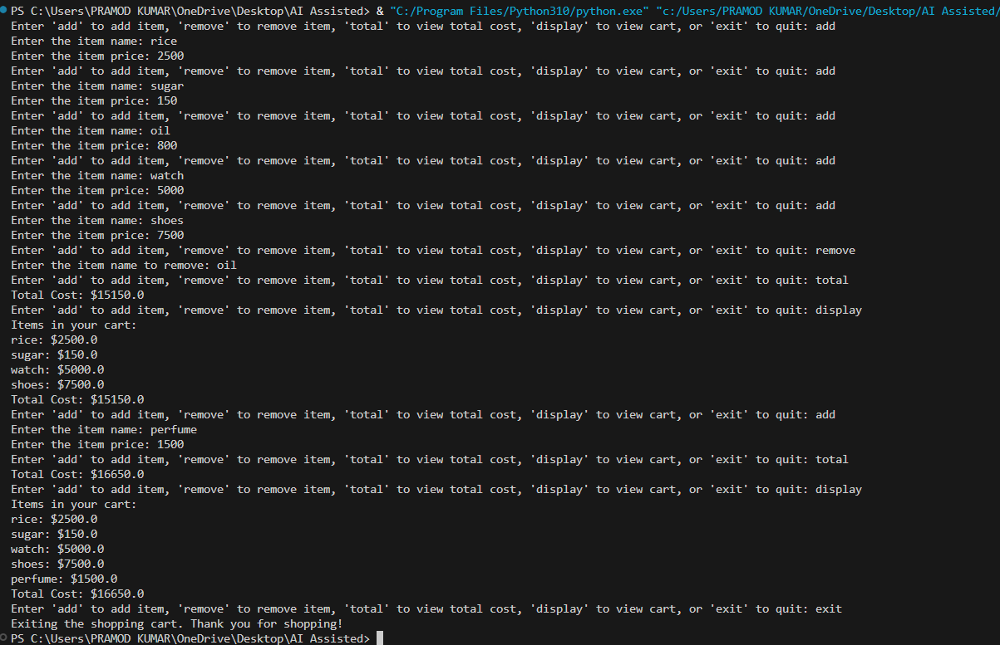 PS C:\Users\PRAMOD KUMAR\OneDrive\Desktop\AI Assisted> & "C:/Program Files/Python310/python.exe" "c:/Users/PRAMOD KUMAR/OneDrive/Desktop/AI Assisted/
Enter 'add' to add item, 'remove' to remove item, 'total' to view total cost, 'display' to view cart, or 'exit' to quit: add
Enter the item name: rice
Enter the item price: 2500
Enter 'add' to add item, 'remove' to remove item, 'total' to view total cost, 'display' to view cart, or 'exit' to quit: add
Enter the item name: sugar
Enter the item price: 150
Enter 'add' to add item, 'remove' to remove item, 'total' to view total cost, 'display' to view cart, or 'exit' to quit: add
Enter the item name: oil
Enter the item price: 800
Enter 'add' to add item, 'remove' to remove item, 'total' to view total cost, 'display' to view cart, or 'exit' to quit: add
Enter the item name: watch
Enter the item price: 5000
Enter 'add' to add item, 'remove' to remove item, 'total' to view total cost, 'display' to view cart, or 'exit' to quit: add
Enter the item name: shoes
Enter the item price: 7500
Enter 'add' to add item, 'remove' to remove item, 'total' to view total cost, 'display' to view cart, or 'exit' to quit: remove
Enter the item name to remove: oil
Enter 'add' to add item, 'remove' to remove item, 'total' to view total cost, 'display' to view cart, or 'exit' to quit: total
Total Cost: $15150.0
Enter 'add' to add item, 'remove' to remove item, 'total' to view total cost, 'display' to view cart, or 'exit' to quit: display
Items in your cart:
rice: $2500.0
sugar: $150.0
watch: $5000.0
shoes: $7500.0
Total Cost: $15150.0
Enter 'add' to add item, 'remove' to remove item, 'total' to view total cost, 'display' to view cart, or 'exit' to quit: add
Enter the item name: perfume
Enter the item price: 1500
Enter 'add' to add item, 'remove' to remove item, 'total' to view total cost, 'display' to view cart, or 'exit' to quit: total
Total Cost: $16650.0
Enter 'add' to add item, 'remove' to remove item, 'total' to view total cost, 'display' to view cart, or 'exit' to quit: display
Items in your cart:
rice: $2500.0
sugar: $150.0
watch: $5000.0
shoes: $7500.0
perfume: $1500.0
Total Cost: $16650.0
Enter 'add' to add item, 'remove' to remove item, 'total' to view total cost, 'display' to view cart, or 'exit' to quit: exit
Exiting the shopping cart. Thank you for shopping!
PS C:\Users\PRAMOD KUMAR\OneDrive\Desktop\AI Assisted>